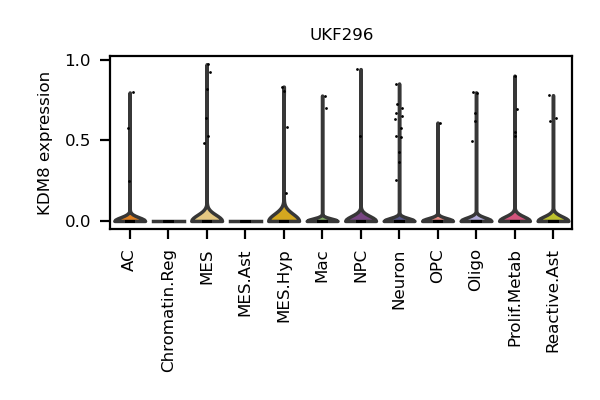 UKF296
KDM8 expression
1.0
0.5
0.0
AC
Chromatin.Reg
MES
MES.Ast
MES.Hyp
Mac
NPC
Neuron
OPC
Oligo
Prolif.Metab
Reactive.Ast